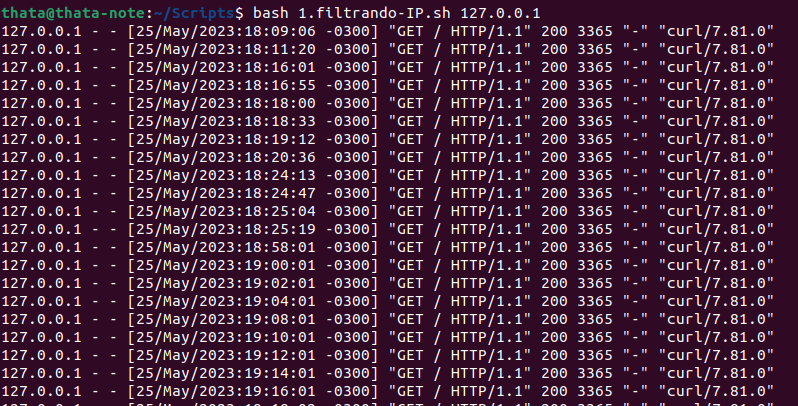 thata@thata-note:~/Scripts$ bash 1.filtrando-IP.sh 127.0.0.1
127.0.0.1 - - [25/May/2023:18:09:06 -0300] "GET / HTTP/1.1" 200 3365 "-" "curl/7.81.0"
127.0.0.1 - - [25/May/2023:18:11:20 -0300] "GET / HTTP/1.1" 200 3365 "-" "curl/7.81.0"
127.0.0.1 - - [25/May/2023:18:16:01 -0300] "GET / HTTP/1.1" 200 3365 "-" "curl/7.81.0"
127.0.0.1 - - [25/May/2023:18:16:55 -0300] "GET / HTTP/1.1" 200 3365 "-" "curl/7.81.0"
127.0.0.1 - - [25/May/2023:18:18:00 -0300] "GET / HTTP/1.1" 200 3365 "-" "curl/7.81.0"
127.0.0.1 - - [25/May/2023:18:18:33 -0300] "GET / HTTP/1.1" 200 3365 "-" "curl/7.81.0"
127.0.0.1 - - [25/May/2023:18:19:12 -0300] "GET / HTTP/1.1" 200 3365 "-" "curl/7.81.0"
127.0.0.1 - - [25/May/2023:18:20:36 -0300] "GET / HTTP/1.1" 200 3365 "-" "curl/7.81.0"
127.0.0.1 - - [25/May/2023:18:24:13 -0300] "GET / HTTP/1.1" 200 3365 "-" "curl/7.81.0"
127.0.0.1 - - [25/May/2023:18:24:47 -0300] "GET / HTTP/1.1" 200 3365 "-" "curl/7.81.0"
127.0.0.1 - - [25/May/2023:18:25:04 -0300] "GET / HTTP/1.1" 200 3365 "-" "curl/7.81.0"
127.0.0.1 - - [25/May/2023:18:25:19 -0300] "GET / HTTP/1.1" 200 3365 "-" "curl/7.81.0"
127.0.0.1 - - [25/May/2023:18:58:01 -0300] "GET / HTTP/1.1" 200 3365 "-" "curl/7.81.0"
127.0.0.1 - - [25/May/2023:19:00:01 -0300] "GET / HTTP/1.1" 200 3365 "-" "curl/7.81.0"
127.0.0.1 - - [25/May/2023:19:02:01 -0300] "GET / HTTP/1.1" 200 3365 "-" "curl/7.81.0"
127.0.0.1 - - [25/May/2023:19:04:01 -0300] "GET / HTTP/1.1" 200 3365 "-" "curl/7.81.0"
127.0.0.1 - - [25/May/2023:19:08:01 -0300] "GET / HTTP/1.1" 200 3365 "-" "curl/7.81.0"
127.0.0.1 - - [25/May/2023:19:10:01 -0300] "GET / HTTP/1.1" 200 3365 "-" "curl/7.81.0"
127.0.0.1 - - [25/May/2023:19:12:01 -0300] "GET / HTTP/1.1" 200 3365 "-" "curl/7.81.0"
127.0.0.1 - - [25/May/2023:19:14:01 -0300] "GET / HTTP/1.1" 200 3365 "-" "curl/7.81.0"
127.0.0.1 - - [25/May/2023:19:16:01 -0300] "GET / HTTP/1.1" 200 3365 "-" "curl/7.81.0"